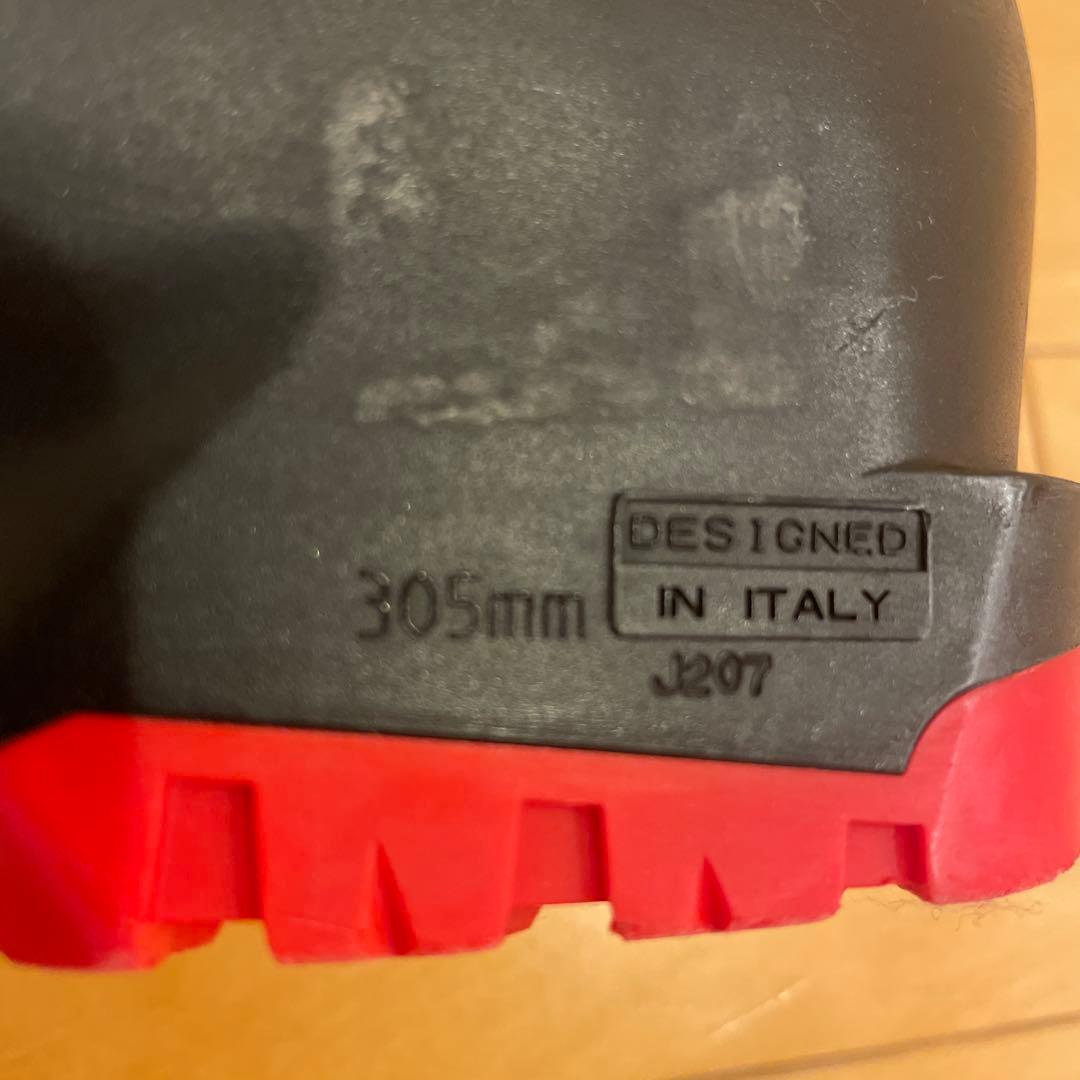 305mm
DESIGNED
IN ITALY
J207